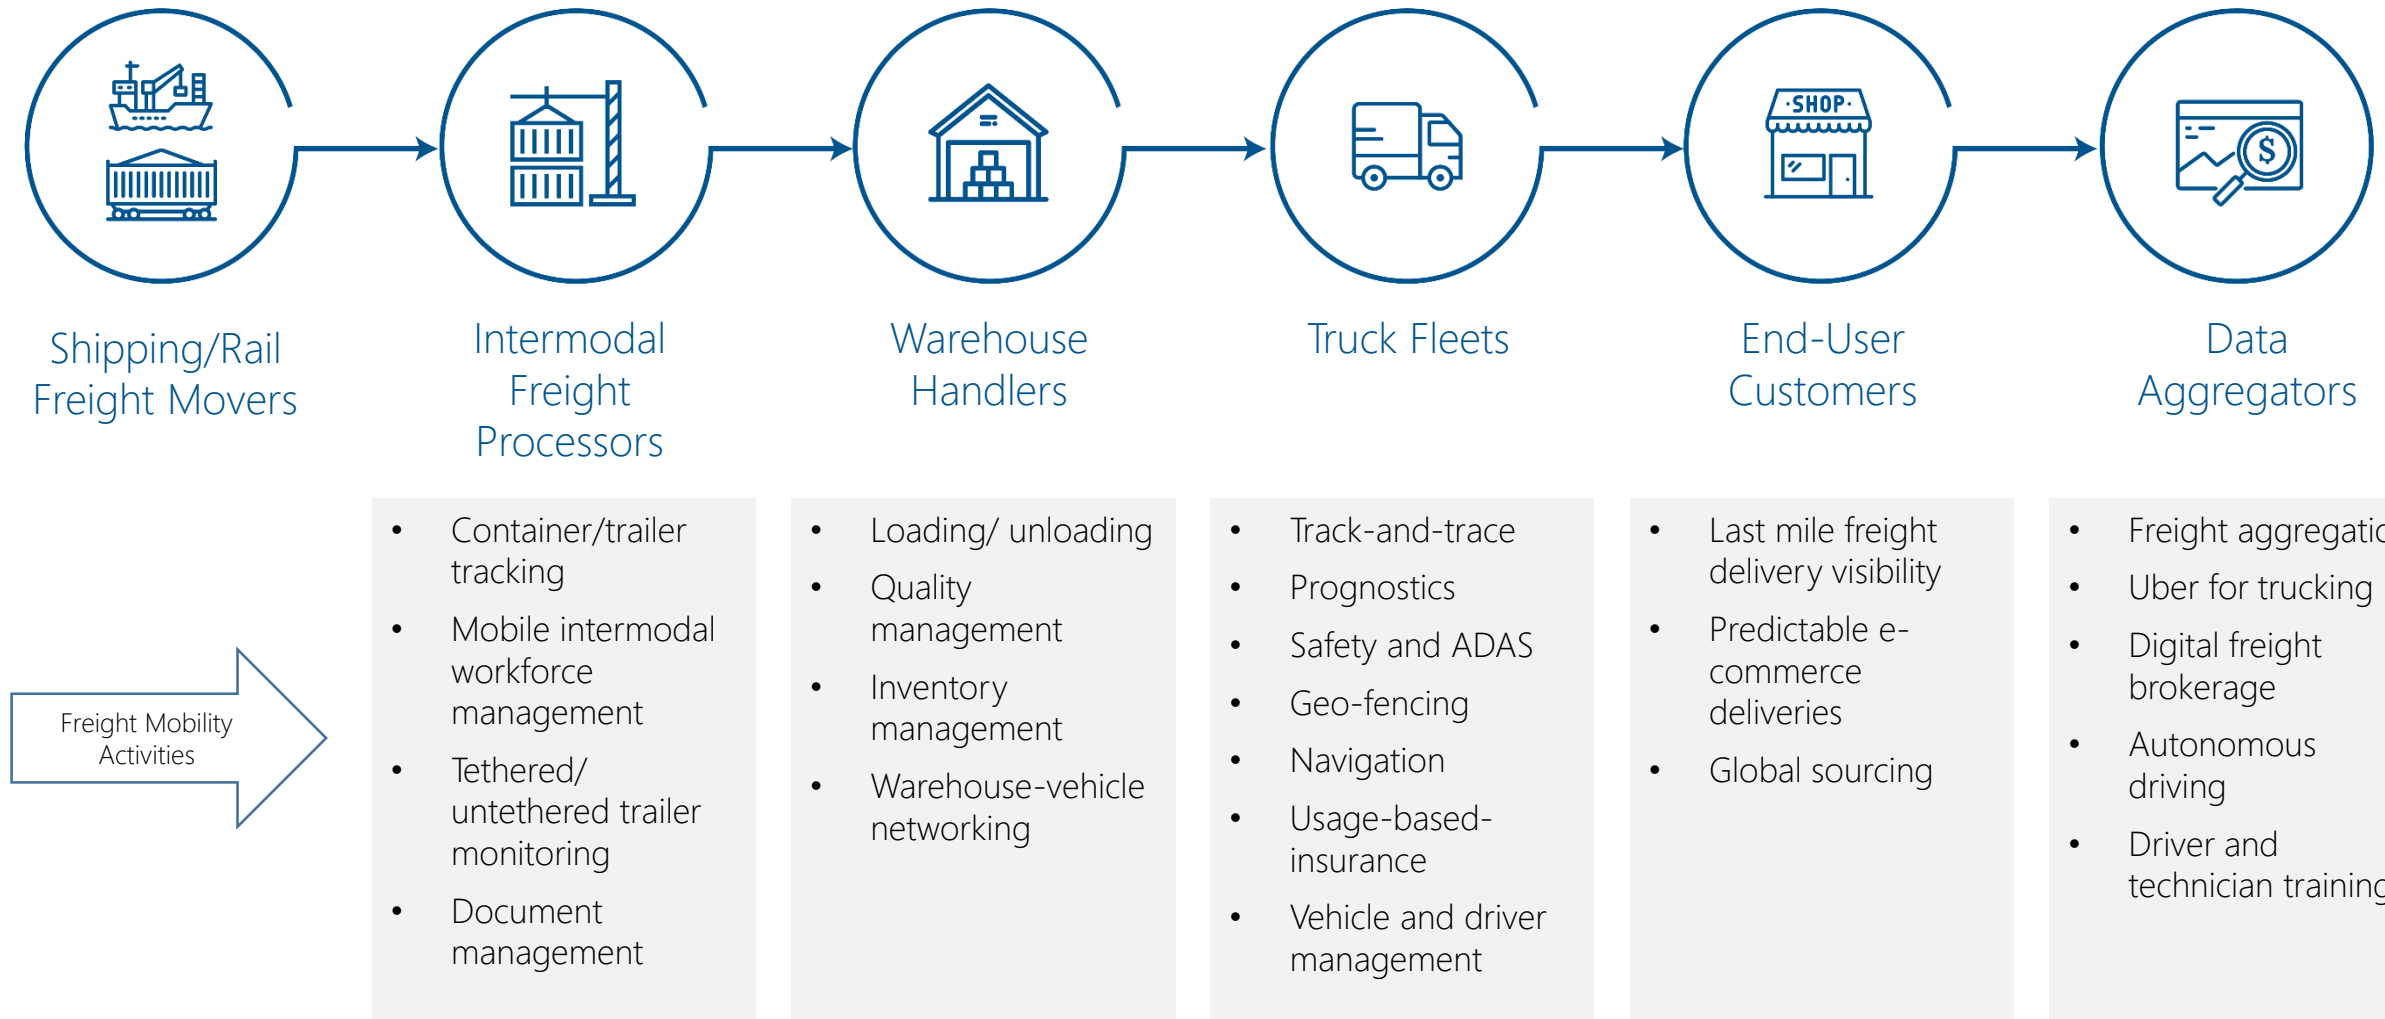 ·SHOP·
$
Shipping/Rail
Freight Movers
Intermodal
Freight
Processors
Warehouse
Handlers
Truck Fleets
End-User
Customers
Data
Aggregators
Freight Mobility
Activities
• Container/trailer
tracking
• Mobile intermodal
workforce
management
• Tethered/
untethered trailer
monitoring
• Document
management
• Loading/ unloading
• Quality
management
• Inventory
management
• Warehouse-vehicle
networking
• Track-and-trace
• Prognostics
• Safety and ADAS
• Geo-fencing
• Navigation
• Usage-based-
insurance
• Vehicle and driver
management
• Last mile freight
delivery visibility
• Predictable e-
commerce
deliveries
• Global sourcing
• Freight aggregatio
• Uber for trucking
• Digital freight
brokerage
• Autonomous
driving
• Driver and
technician training